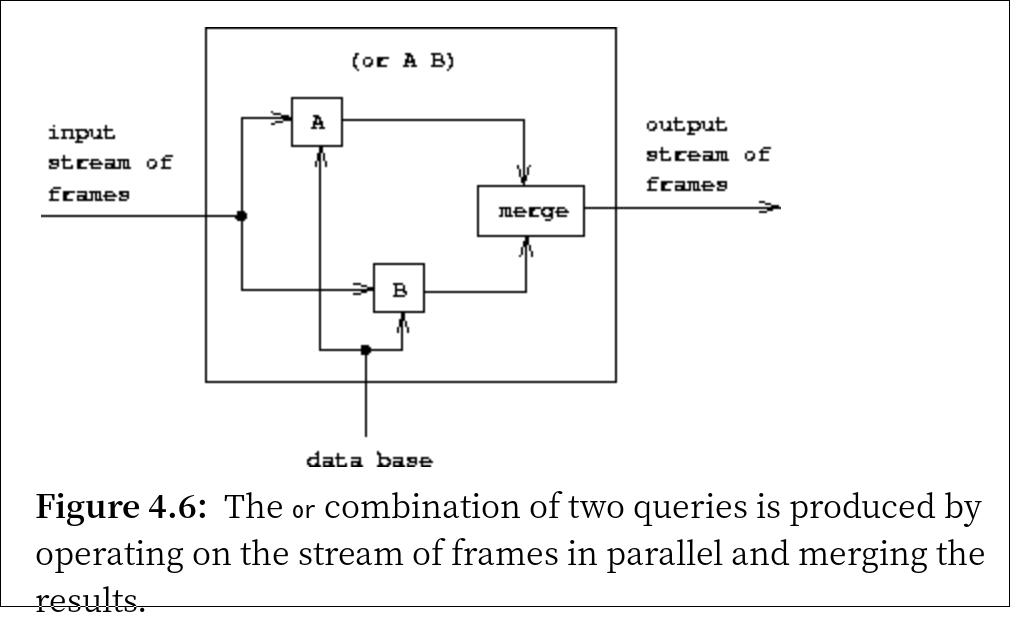 (or A B)
input
stream of
frames
A
output
stream of
frames
merge
B
data base
Figure 4.6: The or combination of two queries is produced by
operating on the stream of frames in parallel and merging the
results.